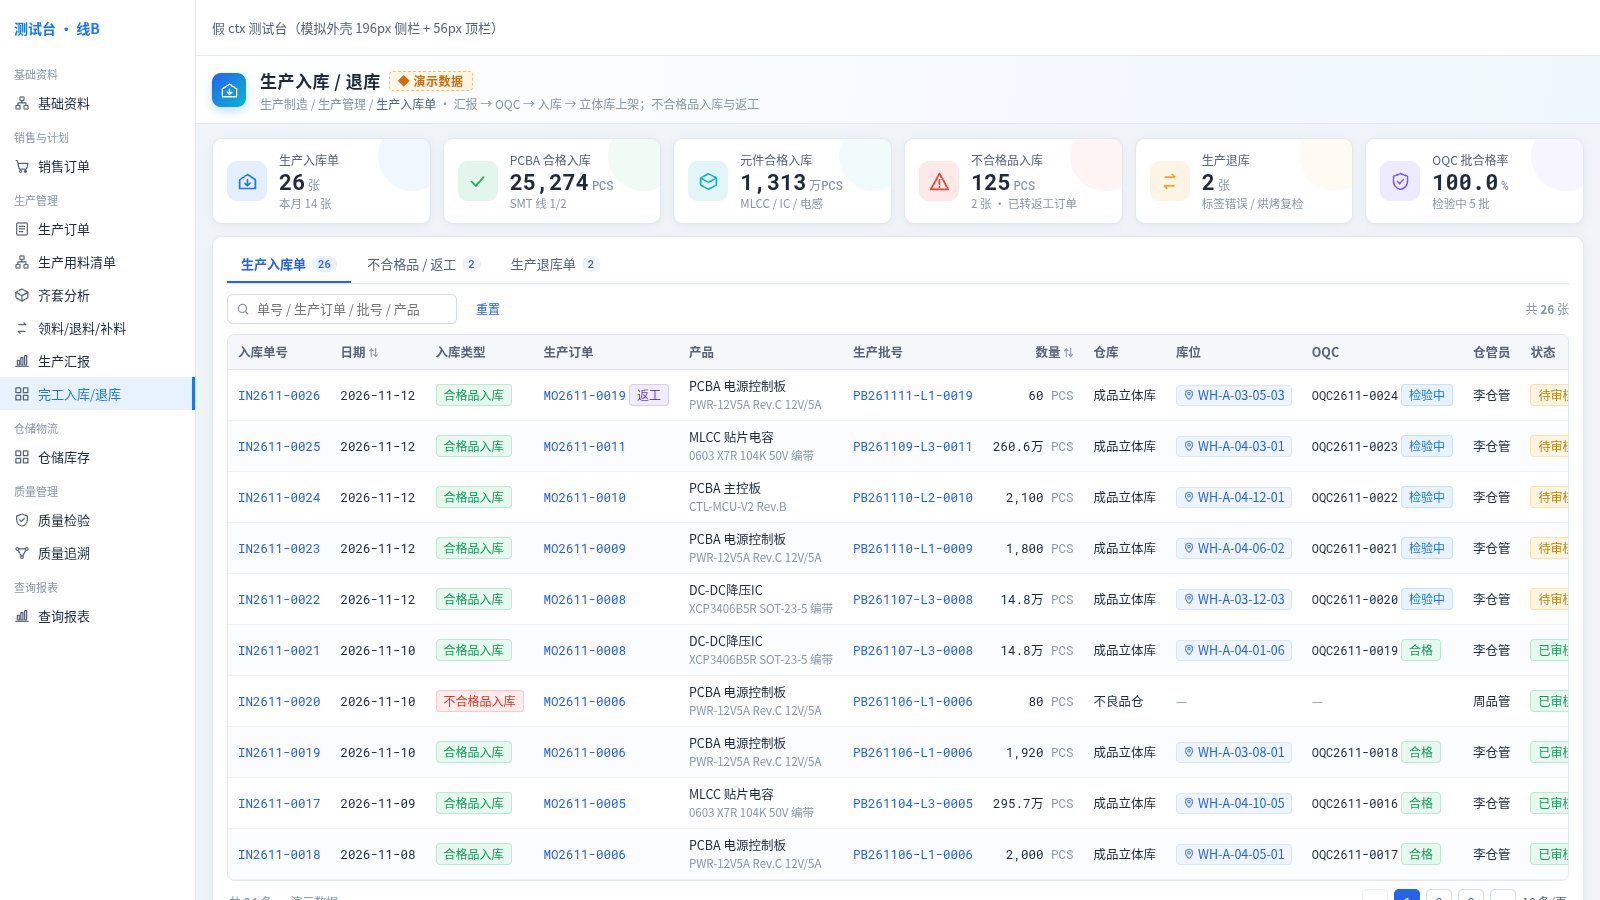 测试台 · 线B
假 ctx 测试台（模拟外壳 196px 侧栏 + 56px 顶栏）
基础资料
基础资料
销售与计划
销售订单
生产管理
生产订单
生产用料清单
齐套分析
领料/退料/补料
生产汇报
完工入库/退库
仓储物流
仓储库存
质量管理
质量检验
质量追溯
查询报表
查询报表
生产入库 / 退库 ◆ 演示数据
生产制造 / 生产管理 / 生产入库单 · 汇报 → OQC → 入库 → 立体库上架；不合格品入库与返工
生产入库单
26 张
本月 14 张
PCBA 合格入库
25,274 PCS
SMT 线 1/2
元件合格入库
1,313 万PCS
MLCC / IC / 电感
不合格品入库
125 PCS
2 张 · 已转返工订单
生产退库
2 张
标签错误 / 烘烤复检
OQC 批合格率
100.0 %
检验中 5 批
生产入库单 26 不合格品 / 返工 2 生产退库单 2
单号 / 生产订单 / 批号 / 产品 重置 共 26 张
入库单号 日期 ⇅ 入库类型 生产订单 产品 生产批号 数量 ⇅ 仓库 库位 OQC 仓管员 状态
IN2611-0026 2026-11-12 合格品入库 MO2611-0019 返工 PCBA 电源控制板 PB261111-L1-0019 60 PCS 成品立体库 WH-A-03-05-03 OQC2611-0024 检验中 李仓管
PWR-12V5A Rev.C 12V/5A
IN2611-0025 2026-11-12 合格品入库 MO2611-0011 MLCC 贴片电容 PB261109-L3-0011 260.6万 PCS 成品立体库 WH-A-04-03-01 OQC2611-0023 检验中 李仓管
0603 X7R 104K 50V 编带
IN2611-0024 2026-11-12 合格品入库 MO2611-0010 PCBA 主控板 PB261110-L2-0010 2,100 PCS 成品立体库 WH-A-04-12-01 OQC2611-0022 检验中 李仓管
CTL-MCU-V2 Rev.B
IN2611-0023 2026-11-12 合格品入库 MO2611-0009 PCBA 电源控制板 PB261110-L1-0009 1,800 PCS 成品立体库 WH-A-04-06-02 OQC2611-0021 检验中 李仓管
PWR-12V5A Rev.C 12V/5A
IN2611-0022 2026-11-12 合格品入库 MO2611-0008 DC-DC降压IC PB261107-L3-0008 14.8万 PCS 成品立体库 WH-A-03-12-03 OQC2611-0020 检验中 李仓管
XCP3406B5R SOT-23-5 编带
IN2611-0021 2026-11-10 合格品入库 MO2611-0008 DC-DC降压IC PB261107-L3-0008 14.8万 PCS 成品立体库 WH-A-04-01-06 OQC2611-0019 合格 李仓管
XCP3406B5R SOT-23-5 编带
IN2611-0020 2026-11-10 不合格品入库 MO2611-0006 PCBA 电源控制板 PB261106-L1-0006 80 PCS 不良品仓 — — 周品管
PWR-12V5A Rev.C 12V/5A
IN2611-0019 2026-11-10 合格品入库 MO2611-0006 PCBA 电源控制板 PB261106-L1-0006 1,920 PCS 成品立体库 WH-A-03-08-01 OQC2611-0018 合格 李仓管
PWR-12V5A Rev.C 12V/5A
IN2611-0017 2026-11-09 合格品入库 MO2611-0005 MLCC 贴片电容 PB261104-L3-0005 295.7万 PCS 成品立体库 WH-A-04-10-05 OQC2611-0016 合格 李仓管
0603 X7R 104K 50V 编带
IN2611-0018 2026-11-08 合格品入库 MO2611-0006 PCBA 电源控制板 PB261106-L1-0006 2,000 PCS 成品立体库 WH-A-04-05-01 OQC2611-0017 合格 李仓管
PWR-12V5A Rev.C 12V/5A